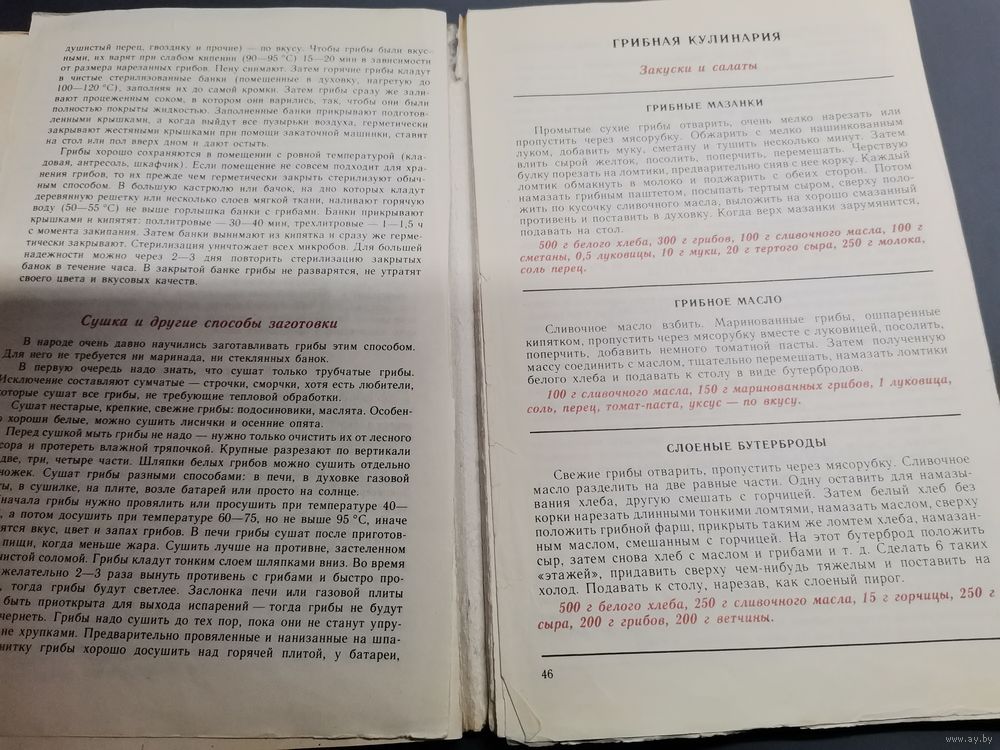 душистый перец, гвоздику и прочие) — по вкусу. Чтобы грибы были вкус-
ными, их варят при слабом кипении (90—95 °С) 15—20 мин в зависимости
от размера нарезанных грибов. Пену снимают. Затем горячие грибы кладут
в чистые стерилизованные банки (помещенные в духовку, нагретую до
100—120 °С), заполняя их до самой кромки. Затем грибы сразу же зали-
вают процеженным соком, в котором они варились, так, чтобы они были
полностью покрыты жидкостью. Заполненные банки прикрывают подготов-
ленными крышками, а когда выйдут все пузырьки воздуха, герметически
закрывают жестяными крышками при помощи закаточной машинки, ставят
на стол или пол вверх дном и дают остыть.
Грибы хорошо сохраняются в помещении с ровной температурой (кла-
довая, антресоль, шкафчик). Если помещение не совсем подходит для хра-
нения грибов, то их прежде чем герметически закрыть стерилизуют обыч-
ным способом. В большую кастрюлю или бачок, на дно которых кладут
деревянную решетку или несколько слоев мягкой ткани, наливают горячую
воду (50—55 °С) не выше горлышка банки с грибами. Банки прикрывают
крышками и кипятят: поллитровые — 30—40 мин, трехлитровые — 1—1,5 ч
с момента закипания. Затем банки вынимают из кипятка и сразу же герме-
тически закрывают. Стерилизация уничтожает всех микробов. Для большей
надежности можно через 2—3 дня повторить стерилизацию закрытых
банок в течение часа. В закрытой банке грибы не разварятся, не утратят
своего цвета и вкусовых качеств.
Сушка и другие способы заготовки
В народе очень давно научились заготавливать грибы этим способом.
Для него не требуется ни маринада, ни стеклянных банок.
В первую очередь надо знать, что сушат только трубчатые грибы.
Исключение составляют сумчатые — строчки, сморчки, хотя есть любители,
которые сушат все грибы, не требующие тепловой обработки.
Сушат нестарые, крепкие, свежие грибы: подосиновики, маслята. Особен-
о хороши белые, можно сушить лисички и осенние опята.
Перед сушкой мыть грибы не надо — нужно только очистить их от лесного
сора и протереть влажной тряпочкой. Крупные разрезают по вертикали
две, три, четыре части. Шляпки белых грибов можно сушить отдельно
ножек. Сушат грибы разными способами: в печи, в духовке газовой
ты, в сушилке, на плите, возле батарей или просто на солнце.
начала грибы нужно провялить или просушить при температуре 40—
, а потом досушить при температуре 60—75, но не выше 95 °С, иначе
ятся вкус, цвет и запах грибов. В печи грибы сушат после приготов-
пищи, когда меньше жара. Сушить лучше на противне, застеленном
чистой соломой. Грибы кладут тонким слоем шляпками вниз. Во время
желательно 2—3 раза вынуть противень с грибами и быстро про-
, тогда грибы будут светлее. Заслонка печи или газовой плиты
быть приоткрыта для выхода испарений — тогда грибы не будут
чернеть. Грибы надо сушить до тех пор, пока они не станут упру-
не хрупкими. Предварительно провяленные и нанизанные на шпа-
нитку грибы хорошо досушить над горячей плитой, у батареи,
ГРИБНАЯ КУЛИНАРИЯ
Закуски и салаты
ГРИБНЫЕ МАЗАНКИ
Промытые сухие грибы отварить, очень мелко нарезать или
пропустить через мясорубку. Обжарить с мелко нашинкованным
луком, добавить муку, сметану и тушить несколько минут. Затем
влить сырой желток, посолить, поперчить, перемешать. Черствую
булку порезать на ломтики, предварительно сняв с нее корку. Каждый
ломтик обмакнуть в молоко и поджарить с обеих сторон. Потом
намазать грибным паштетом, посыпать тертым сыром, сверху поло-
жить по кусочку сливочного масла, выложить на хорошо смазанный
противень и поставить в духовку. Когда верх мазанки зарумянится,
подавать на стол.
500 г белого хлеба, 300 г грибов, 100 г сливочного масла, 100 г
сметаны, 0,5 луковицы, 10 г муки, 20 г тертого сыра, 250 г молока,
соль перец.
ГРИБНОЕ МАСЛО
Сливочное масло взбить. Маринованные грибы, ошпаренные
кипятком, пропустить через мясорубку вместе с луковицей, посолить,
поперчить, добавить немного томатной пасты. Затем полученную
массу соединить с маслом, тщательно перемешать, намазать ломтики
белого хлеба и подавать к столу в виде бутербродов.
100 г сливочного масла, 150 г маринованных грибов, 1 луковица,
соль, перец, томат-паста, уксус — по вкусу.
СЛОЕНЫЕ БУТЕРБРОДЫ
Свежие грибы отварить, пропустить через мясорубку. Сливочное
масло разделить на две равные части. Одну оставить для намазы-
вания хлеба, другую смешать с горчицей. Затем белый хлеб без
корки нарезать длинными тонкими ломтями, намазать маслом, сверху
положить грибной фарш, прикрыть таким же ломтем хлеба, намазан-
ным маслом, смешанным с горчицей. На этот бутерброд положить
сыр, затем снова хлеб с маслом и грибами и т. д. Сделать 6 таких
«этажей», придавить сверху чем-нибудь тяжелым и поставить на
холод. Подавать к столу, нарезав, как слоеный пирог.
500 г белого хлеба, 250 г сливочного масла, 15 г горчицы, 250 г
сыра, 200 г грибов, 200 г ветчины.
46
www.ay.by